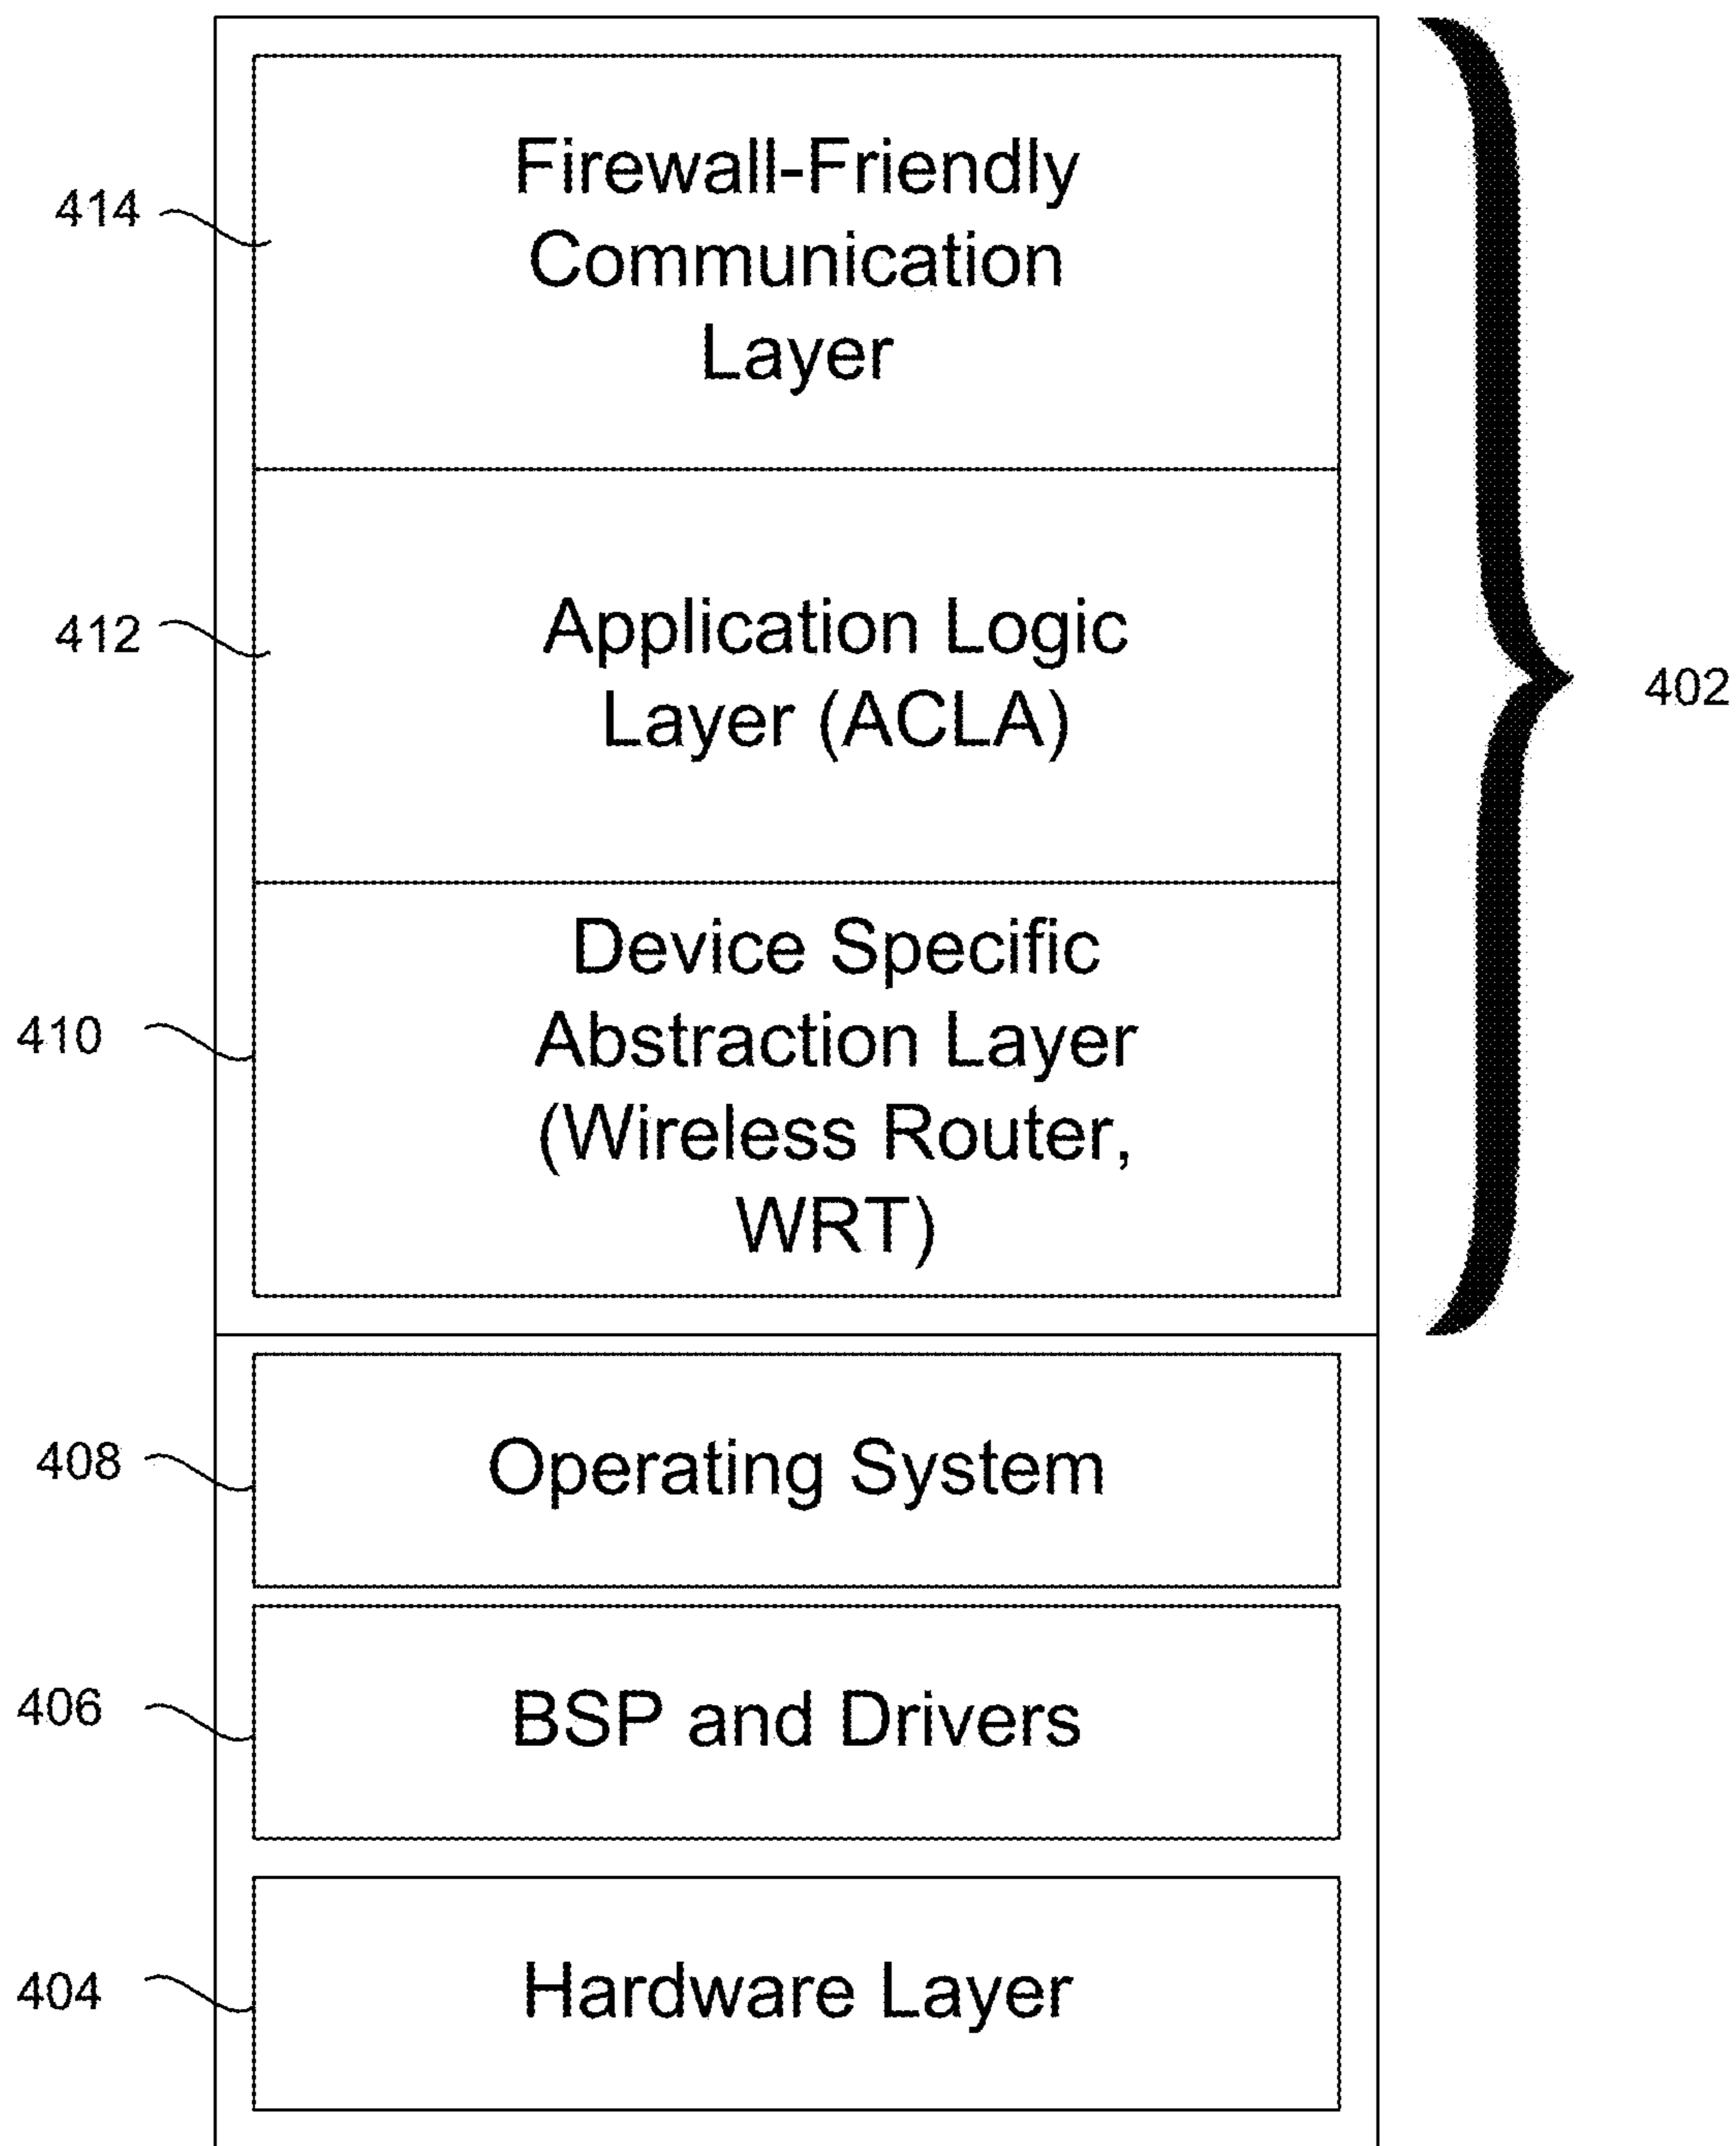 414
Firewall-Friendly
Communication
Layer
412
Application Logic
Layer (ACLA)
402
410
Device Specific
Abstraction Layer
(Wireless Router,
WRT)
408
Operating System
406
BSP and Drivers
404
Hardware Layer